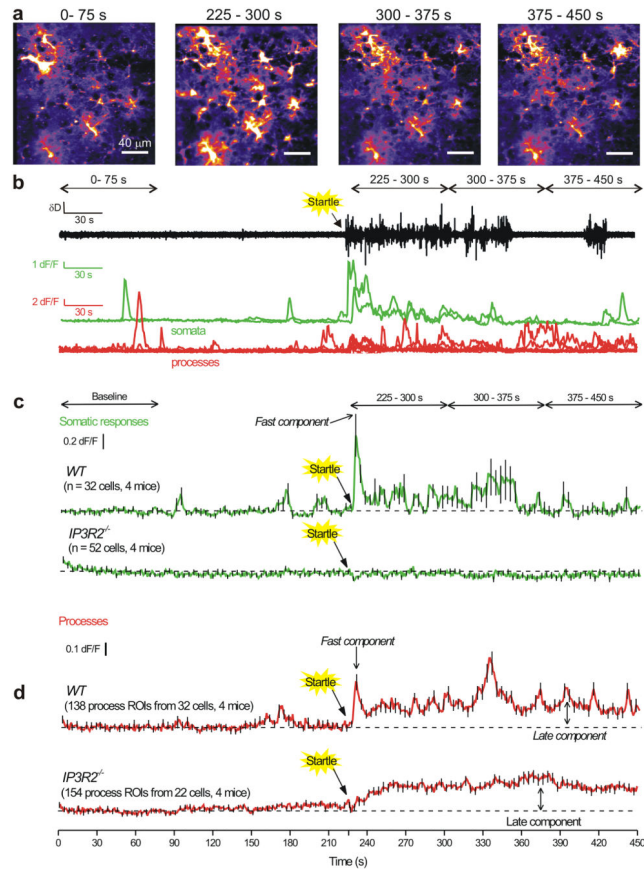 a
0- 75 s 225 - 300 s 300 - 375 s 375 - 450 s
40 μm
b
0- 75 s Startle 225 - 300 s 300 - 375 s 375 - 450 s
δD
30 s
1 dF/F
30 s
2 dF/F
30 s
somata
processes
c
Baseline Fast component 225 - 300 s 300 - 375 s 375 - 450 s
Somatic responses
0.2 dF/F
WT
(n = 32 cells, 4 mice)
Startle
IP3R2-/-
(n = 52 cells, 4 mice)
Startle
Processes
0.1 dF/F
Fast component
d
WT
(138 process ROIs from 32 cells, 4 mice)
Startle
Late component
IP3R2-/-
(154 process ROIs from 22 cells, 4 mice)
Startle
Late component
0 30 60 90 120 150 180 210 240 270 300 330 360 390 420 450
Time (s)